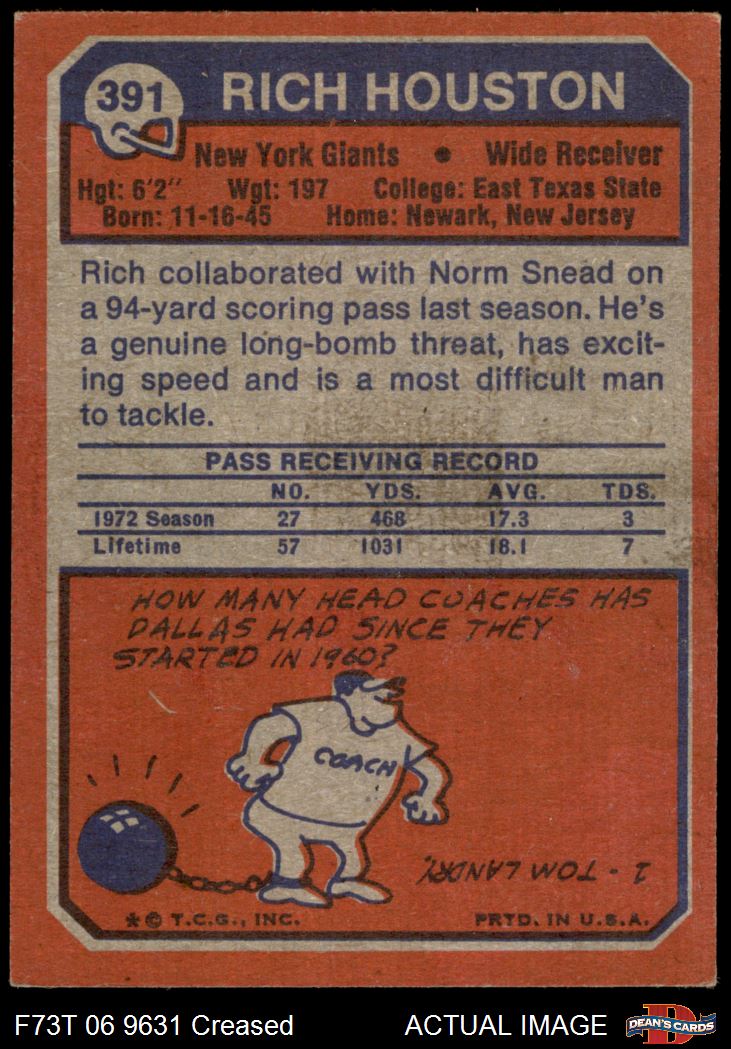 391
RICH HOUSTON
New York Giants • Wide Receiver
Hgt: 6'2" Wgt: 197 College: East Texas State
Born: 11-16-45 Home: Newark, New Jersey
Rich collaborated with Norm Snead on
a 94-yard scoring pass last season. He's
a genuine long-bomb threat, has excit-
ing speed and is a most difficult man
to tackle.
PASS RECEIVING RECORD
NO. YDS. AVG. TDS.
1972 Season 27 468 17.3 3
Lifetime 57 1031 18.1 7
HOW MANY HEAD COACHES HAS
DALLAS HAD SINCE THEY
STARTED IN 1960?
COACH
1 - TOM LANDRY.
*© T.C.G., INC. PRTD. IN U.S.A.
F73T 06 9631 Creased ACTUAL IMAGE
D
DEAN'S CARDS